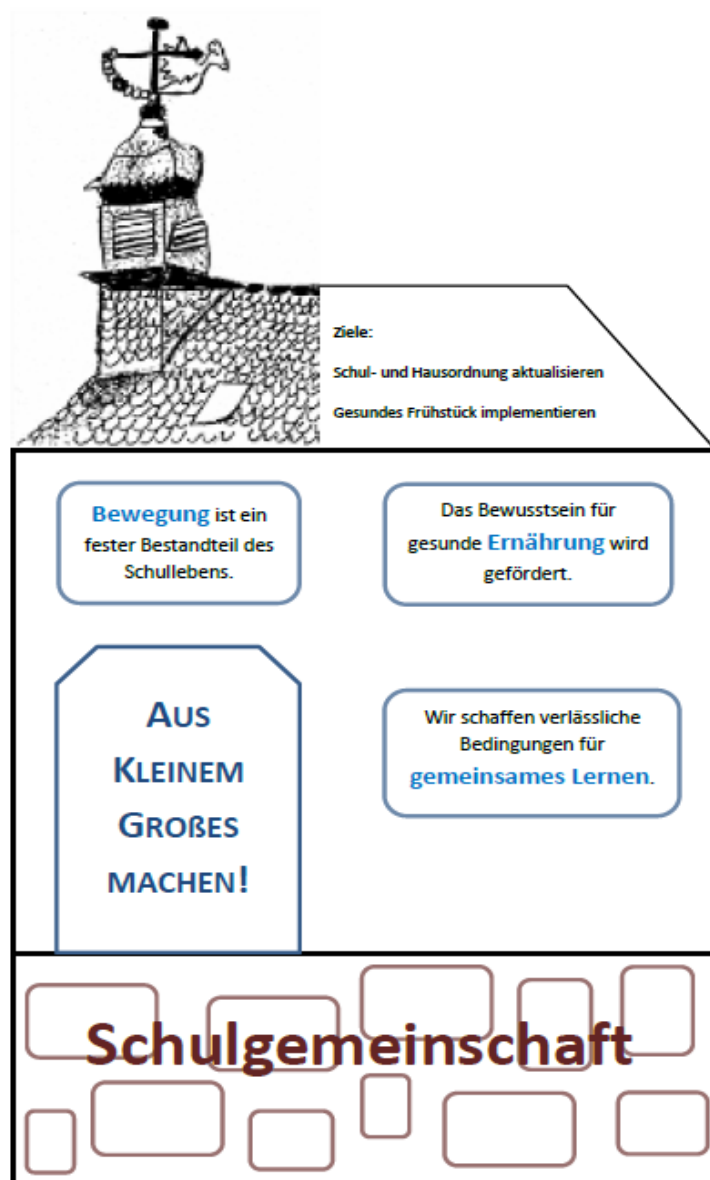 Ziele:
Schul- und Hausordnung aktualisieren
Gesundes Frühstück implementieren
Bewegung ist ein
fester Bestandteil des
Schullebens.
Das Bewusstsein für
gesunde Ernährung wird
gefördert.
AUS
KLEINEM
GROßES
MACHEN!
Wir schaffen verlässliche
Bedingungen für
gemeinsames Lernen.
Schulgemeinschaft